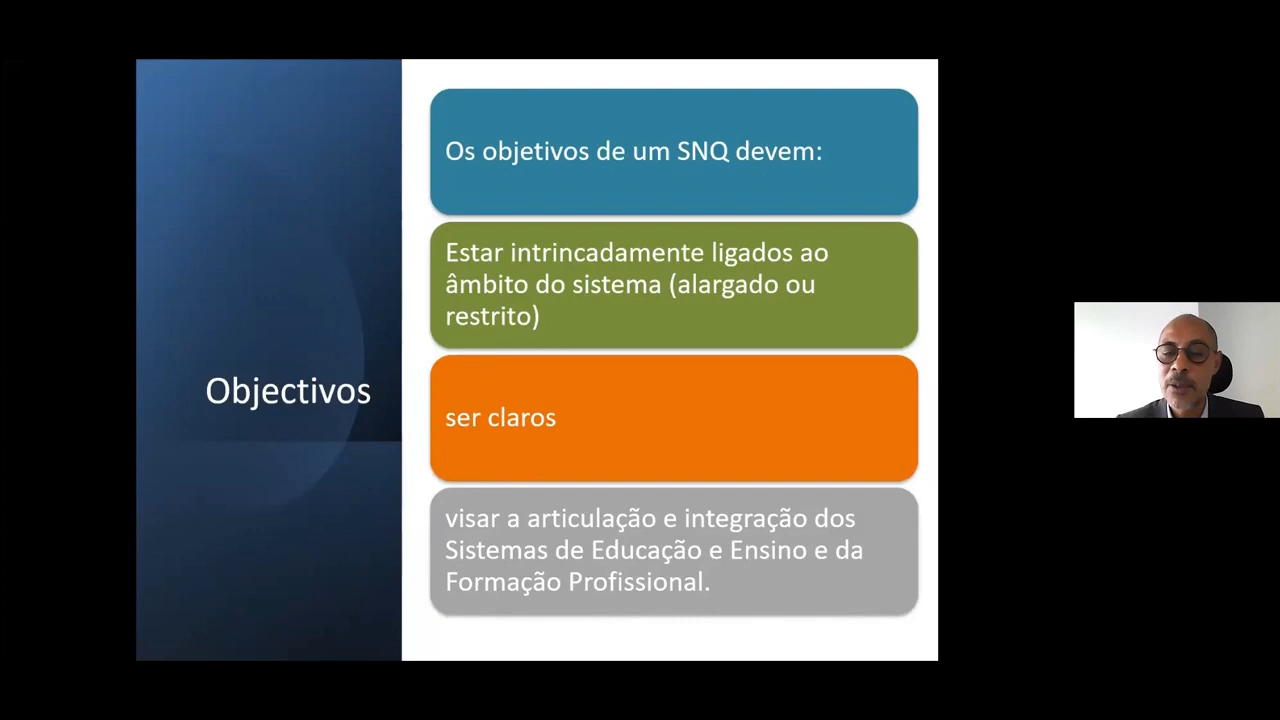 Objectivos
Os objetivos de um SNQ devem:
Estar intrincadamente ligados ao
âmbito do sistema (alargado ou
restrito)
ser claros
visar a articulação e integração dos
Sistemas de Educação e Ensino e da
Formação Profissional.